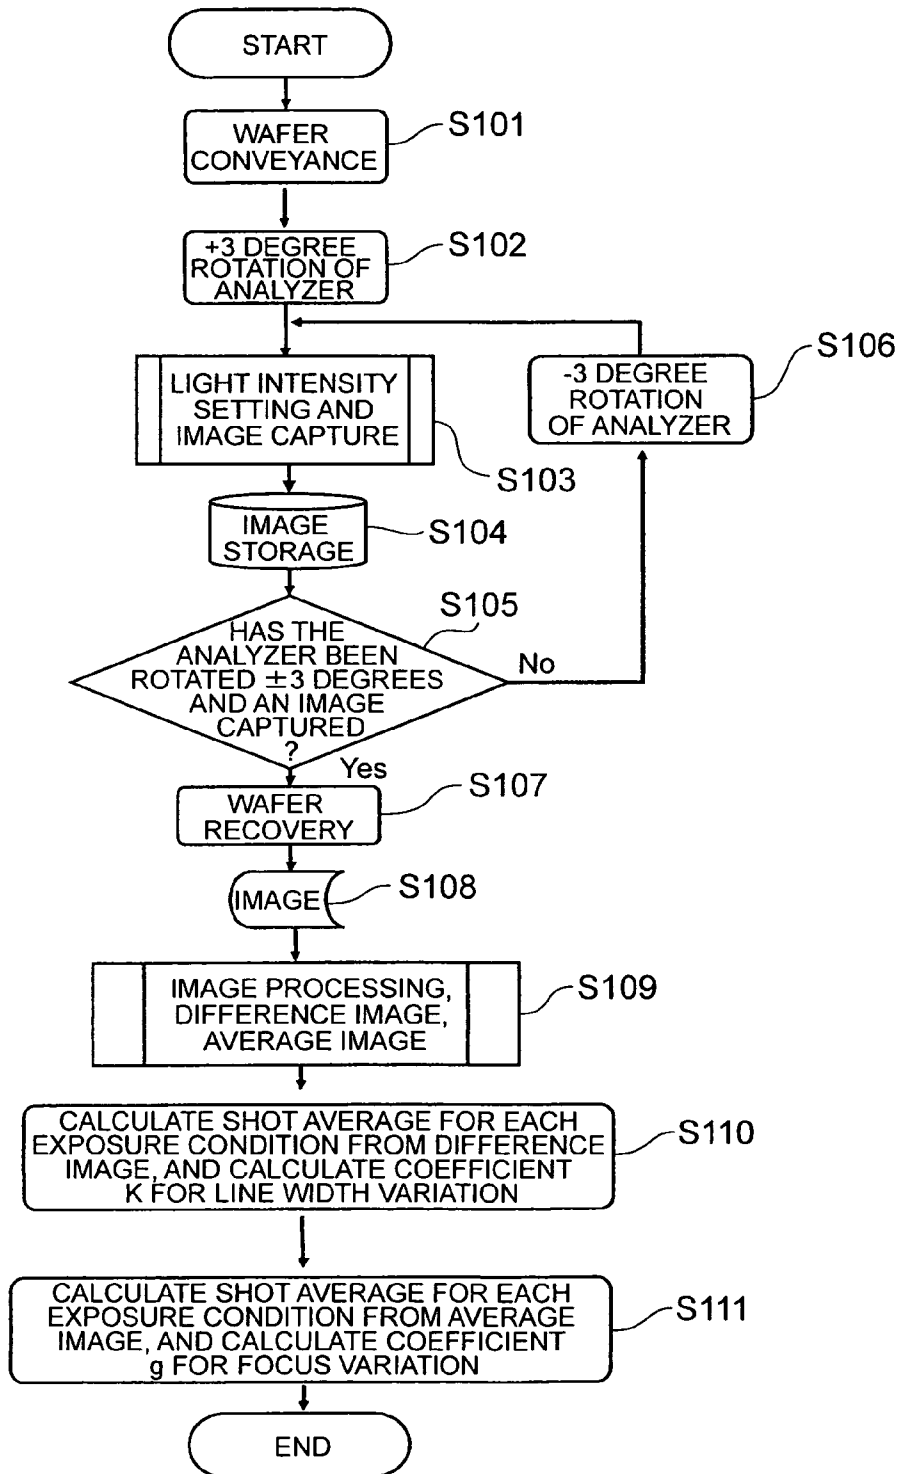 START
WAFER
CONVEYANCE
S101
+3 DEGREE
ROTATION OF
ANALYZER
S102
LIGHT INTENSITY
SETTING AND
IMAGE CAPTURE
S103
-3 DEGREE
ROTATION
OF ANALYZER
S106
IMAGE
STORAGE
S104
HAS THE
ANALYZER BEEN
ROTATED ±3 DEGREES
AND AN IMAGE
CAPTURED
?
S105
No
Yes
WAFER
RECOVERY
S107
IMAGE
S108
IMAGE PROCESSING,
DIFFERENCE IMAGE,
AVERAGE IMAGE
S109
CALCULATE SHOT AVERAGE FOR EACH
EXPOSURE CONDITION FROM DIFFERENCE
IMAGE, AND CALCULATE COEFFICIENT
K FOR LINE WIDTH VARIATION
S110
CALCULATE SHOT AVERAGE FOR EACH
EXPOSURE CONDITION FROM AVERAGE
IMAGE, AND CALCULATE COEFFICIENT
g FOR FOCUS VARIATION
S111
END